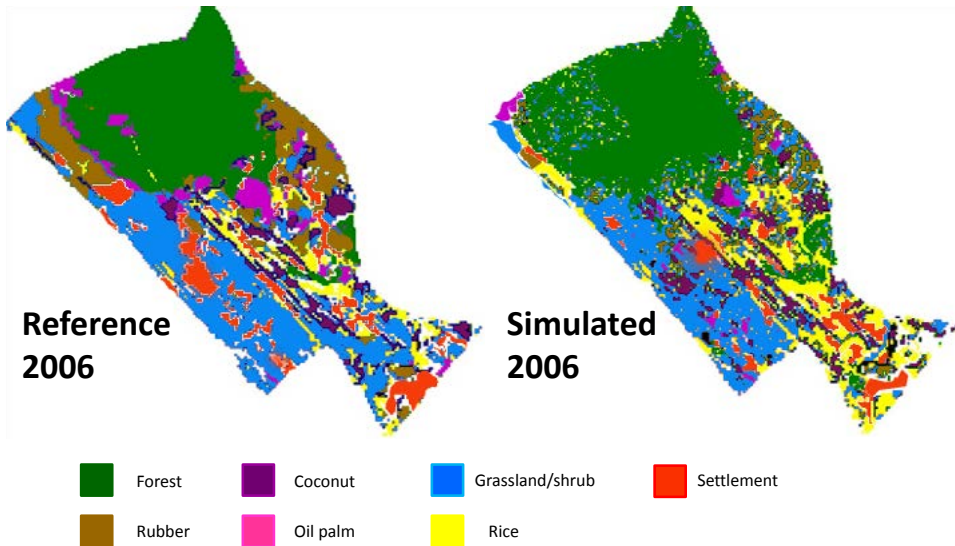 Reference
2006
Simulated
2006
Forest
Coconut
Grassland/shrub
Settlement
Rubber
Oil palm
Rice